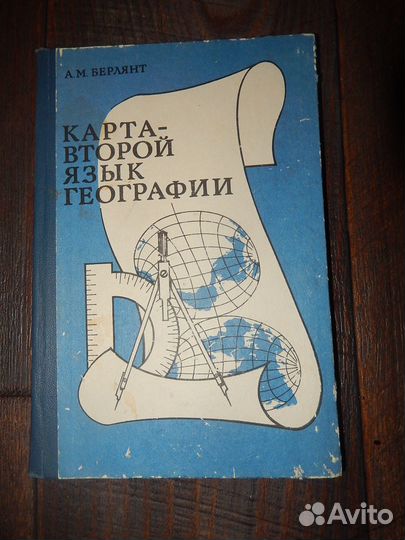 А. М. БЕРЛЯНТ
КАРТА-
ВТОРОЙ
ЯЗЫК
ГЕОГРАФИИ
Avito